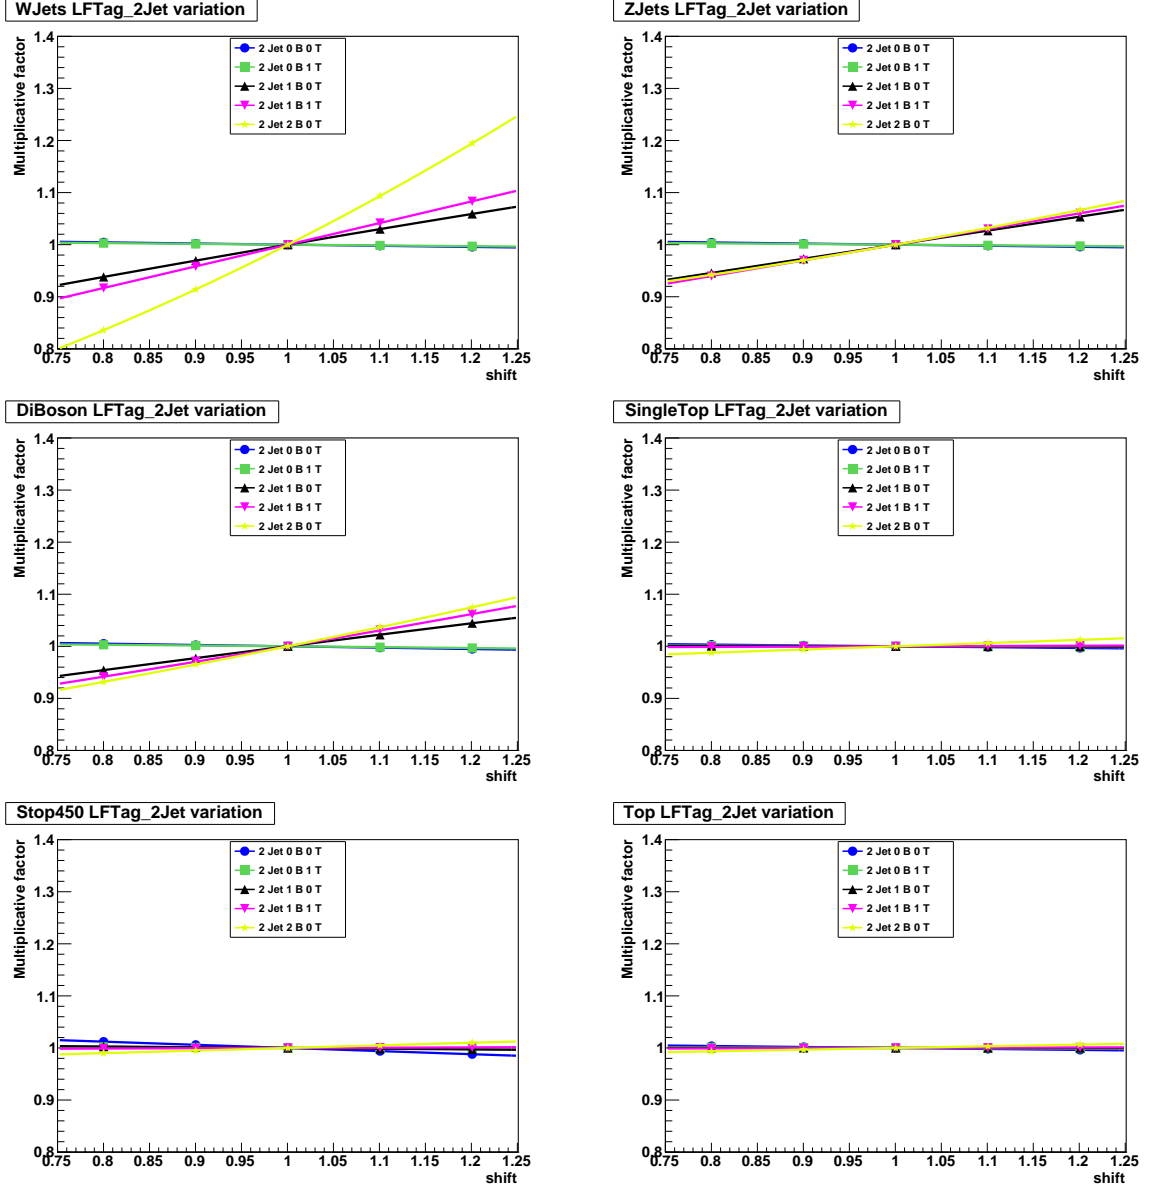 WJets LFTag_2Jet variation
Multiplicative factor
1.4
1.3
1.2
1.1
1
0.9
0.8
2 Jet 0 B 0 T
2 Jet 0 B 1 T
2 Jet 1 B 0 T
2 Jet 1 B 1 T
2 Jet 2 B 0 T
0.75 0.8 0.85 0.9 0.95 1 1.05 1.1 1.15 1.2 1.25
shift
ZJets LFTag_2Jet variation
Multiplicative factor
1.4
1.3
1.2
1.1
1
0.9
0.8
2 Jet 0 B 0 T
2 Jet 0 B 1 T
2 Jet 1 B 0 T
2 Jet 1 B 1 T
2 Jet 2 B 0 T
0.75 0.8 0.85 0.9 0.95 1 1.05 1.1 1.15 1.2 1.25
shift
DiBoson LFTag_2Jet variation
Multiplicative factor
1.4
1.3
1.2
1.1
1
0.9
0.8
2 Jet 0 B 0 T
2 Jet 0 B 1 T
2 Jet 1 B 0 T
2 Jet 1 B 1 T
2 Jet 2 B 0 T
0.75 0.8 0.85 0.9 0.95 1 1.05 1.1 1.15 1.2 1.25
shift
SingleTop LFTag_2Jet variation
Multiplicative factor
1.4
1.3
1.2
1.1
1
0.9
0.8
2 Jet 0 B 0 T
2 Jet 0 B 1 T
2 Jet 1 B 0 T
2 Jet 1 B 1 T
2 Jet 2 B 0 T
0.75 0.8 0.85 0.9 0.95 1 1.05 1.1 1.15 1.2 1.25
shift
Stop450 LFTag_2Jet variation
Multiplicative factor
1.4
1.3
1.2
1.1
1
0.9
0.8
2 Jet 0 B 0 T
2 Jet 0 B 1 T
2 Jet 1 B 0 T
2 Jet 1 B 1 T
2 Jet 2 B 0 T
0.75 0.8 0.85 0.9 0.95 1 1.05 1.1 1.15 1.2 1.25
shift
Top LFTag_2Jet variation
Multiplicative factor
1.4
1.3
1.2
1.1
1
0.9
0.8
2 Jet 0 B 0 T
2 Jet 0 B 1 T
2 Jet 1 B 0 T
2 Jet 1 B 1 T
2 Jet 2 B 0 T
0.75 0.8 0.85 0.9 0.95 1 1.05 1.1 1.15 1.2 1.25
shift